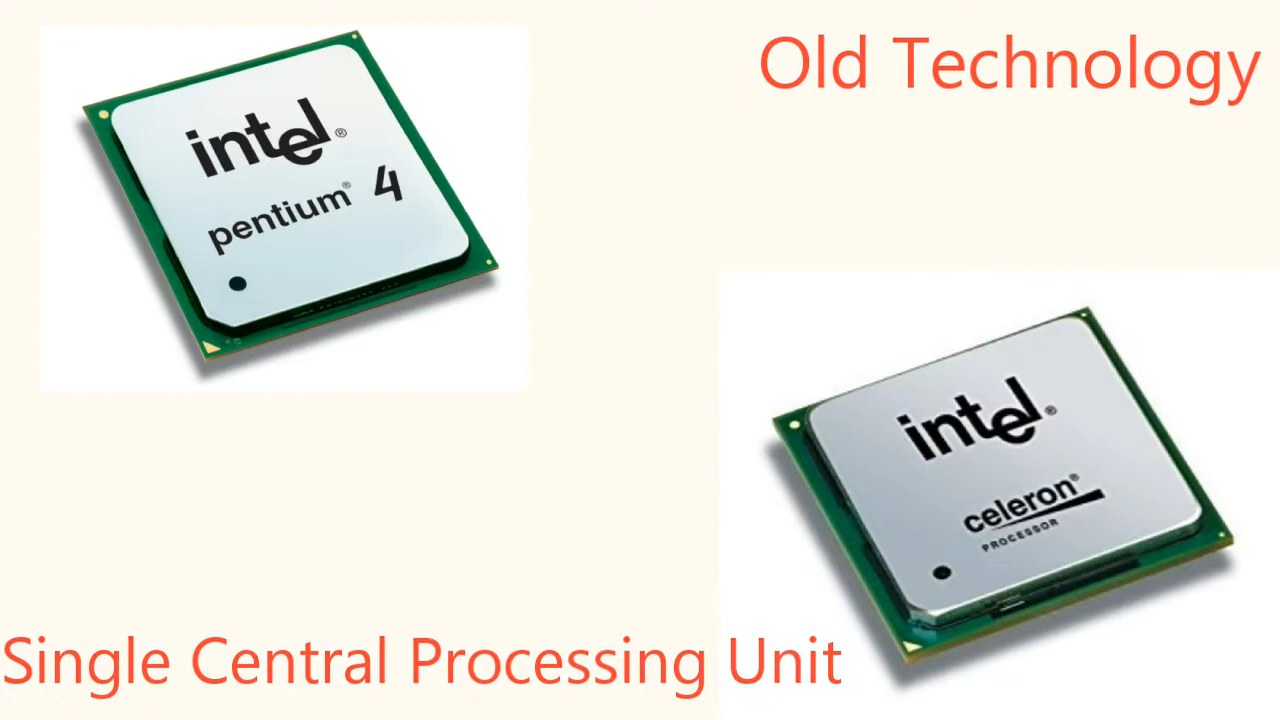 Old Technology
intel®
pentium® 4
intel®
celeron®
PROCESSOR
Single Central Processing Unit